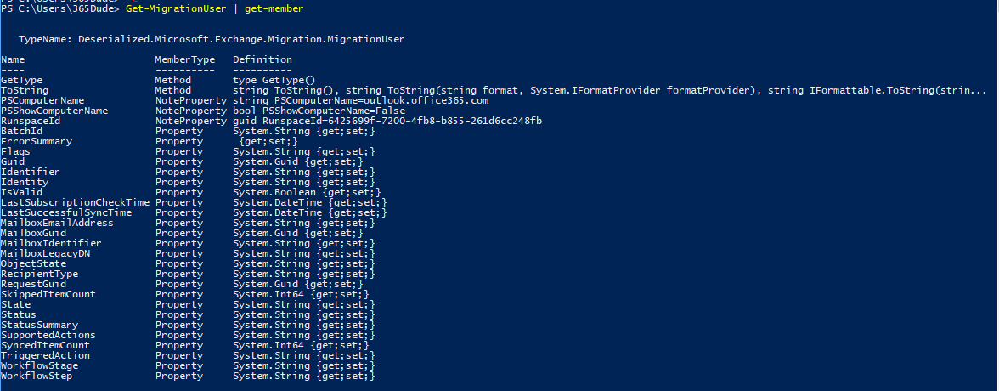 PS C:\Users\365Dude>
PS C:\Users\365Dude> Get-MigrationUser | get-member
TypeName: Deserialized.Microsoft.Exchange.Migration.MigrationUser
Name MemberType Definition
---- ---------- ----------
GetType Method type GetType()
ToString Method string ToString(), string ToString(string format, System.IFormatProvider formatProvider), string IFormattable.ToString(strin...
PSComputerName NoteProperty string PSComputerName=outlook.office365.com
PSShowComputerName NoteProperty bool PSShowComputerName=False
RunspaceId NoteProperty guid RunspaceId=6425699f-7200-4fb8-b855-261d6cc248fb
BatchId Property System.String {get;set;}
ErrorSummary Property {get;set;}
Flags Property System.String {get;set;}
Guid Property System.Guid {get;set;}
Identifier Property System.String {get;set;}
Identity Property System.String {get;set;}
IsValid Property System.Boolean {get;set;}
LastSubscriptionCheckTime Property System.DateTime {get;set;}
LastSuccessfulSyncTime Property System.DateTime {get;set;}
MailboxEmailAddress Property System.String {get;set;}
MailboxGuid Property System.Guid {get;set;}
MailboxIdentifier Property System.String {get;set;}
MailboxLegacyDN Property System.String {get;set;}
ObjectState Property System.String {get;set;}
RecipientType Property System.String {get;set;}
RequestGuid Property System.Guid {get;set;}
SkippedItemCount Property System.Int64 {get;set;}
State Property System.String {get;set;}
Status Property System.String {get;set;}
StatusSummary Property System.String {get;set;}
SupportedActions Property System.String {get;set;}
SyncedItemCount Property System.Int64 {get;set;}
TriggeredAction Property System.String {get;set;}
WorkflowStage Property System.String {get;set;}
WorkflowStep Property System.String {get;set;}